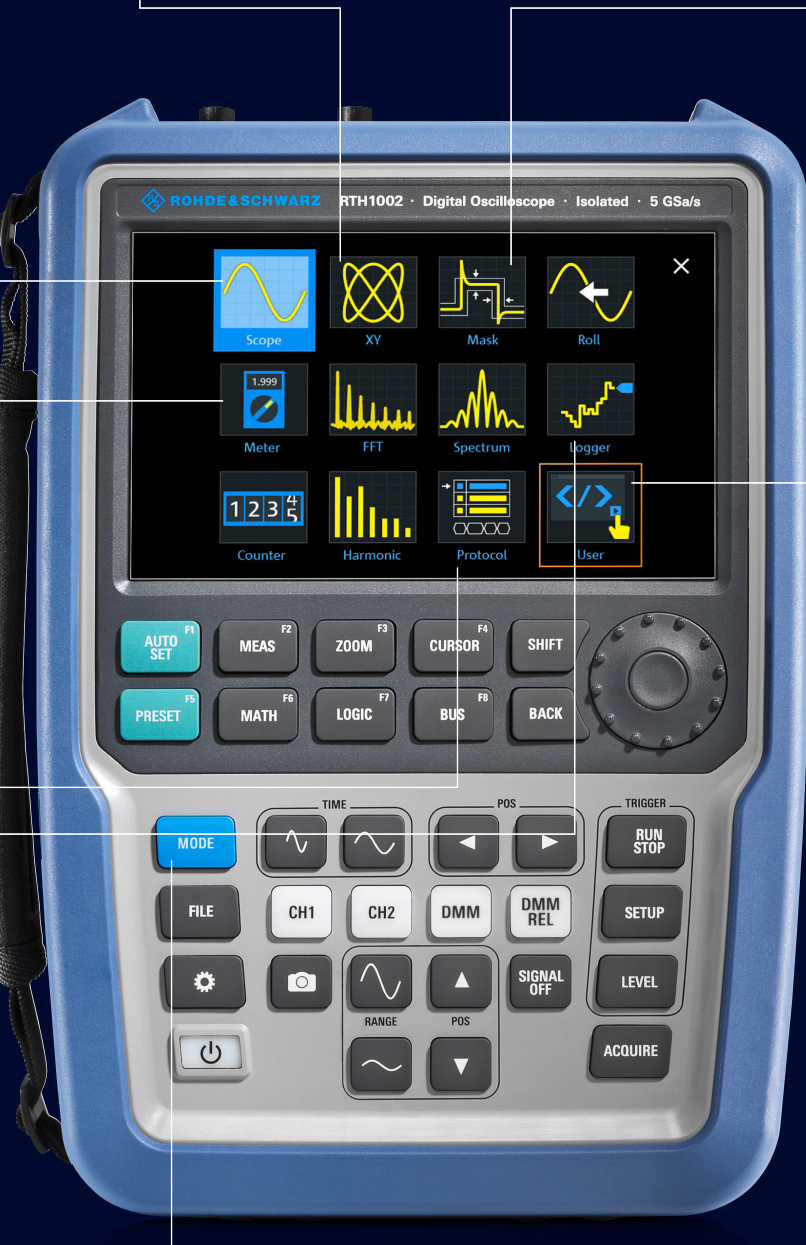 ROHDE&SCHWARZ RTH1002 · Digital Oscilloscope · Isolated · 5 GSa/s
Scope XY Mask Roll
1.999
Meter FFT Spectrum Logger
1 2 3 4 5
</>
Counter Harmonic Protocol User
F1 F2 F3 F4
AUTO SET MEAS ZOOM CURSOR SHIFT
F5 F6 F7 F8
PRESET MATH LOGIC BUS BACK
TIME POS TRIGGER
MODE RUN STOP
FILE CH1 CH2 DMM DMM REL SETUP
SIGNAL OFF LEVEL
RANGE POS
ACQUIRE